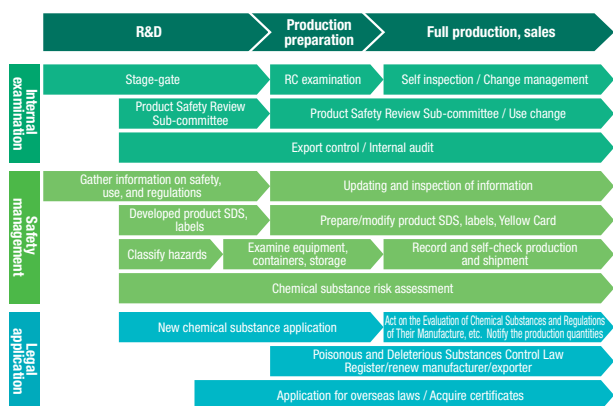 R&D
Production
preparation
Full production, sales
Internal
examination
Stage-gate
RC examination
Self inspection / Change management
Product Safety Review
Sub-committee
Product Safety Review Sub-committee / Use change
Export control / Internal audit
Safety
management
Gather information on safety,
use, and regulations
Updating and inspection of information
Developed product SDS,
labels
Prepare/modify product SDS, labels, Yellow Card
Classify hazards
Examine equipment,
containers, storage
Record and self-check production
and shipment
Chemical substance risk assessment
Legal
application
New chemical substance application
Act on the Evaluation of Chemical Substances and Regulations
of Their Manufacture, etc. Notify the production quantities
Poisonous and Deleterious Substances Control Law
Register/renew manufacturer/exporter
Application for overseas laws / Acquire certificates